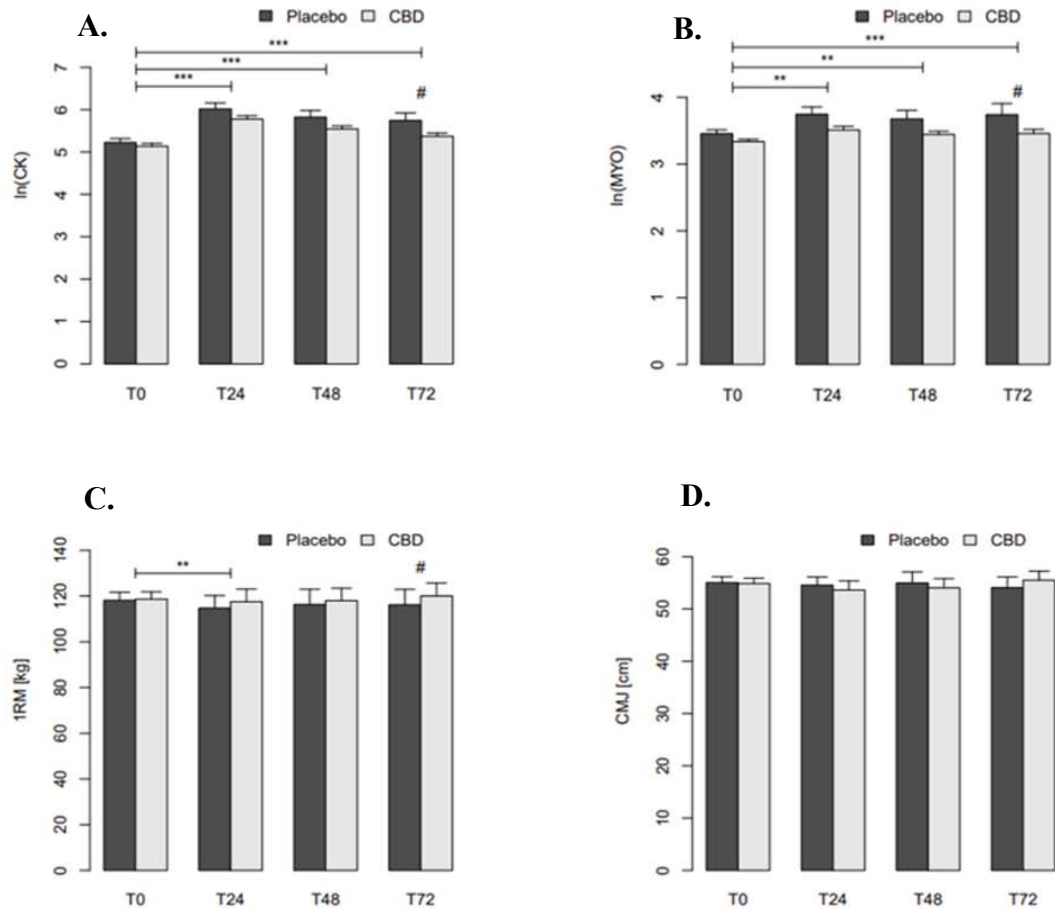 A.
Placebo CBD
***
***
***
#
ln(CK)
7
6
5
4
3
2
1
0
T0 T24 T48 T72
B.
Placebo CBD
***
**
**
#
ln(MYO)
4
3
2
1
0
T0 T24 T48 T72
C.
Placebo CBD
**
#
1RM [kg]
140
120
100
80
60
40
20
0
T0 T24 T48 T72
D.
Placebo CBD
CMJ [cm]
60
50
40
30
20
10
0
T0 T24 T48 T72